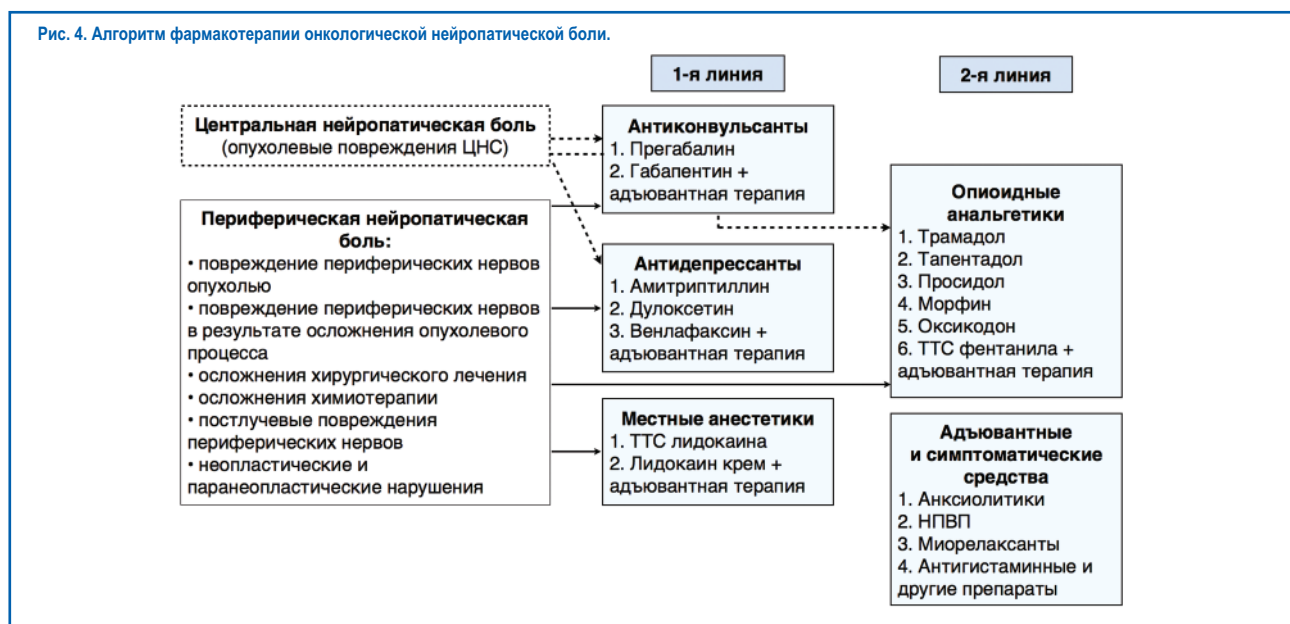 Рис. 4. Алгоритм фармакотерапии онкологической нейропатической боли.
1-я линия
2-я линия
Центральная нейропатическая боль
(опухолевые повреждения ЦНС)
Периферическая нейропатическая
боль:
• повреждение периферических нервов
опухолью
• повреждение периферических нервов
в результате осложнения опухолевого
процесса
• осложнения хирургического лечения
• осложнения химиотерапии
• постлучевые повреждения
периферических нервов
• неопластические и
паранеопластические нарушения
Антиконвульсанты
1. Прегабалин
2. Габапентин +
адъювантная терапия
Антидепрессанты
1. Амитриптиллин
2. Дулоксетин
3. Венлафаксин +
адъювантная терапия
Местные анестетики
1. ТТС лидокаина
2. Лидокаин крем +
адъювантная терапия
Опиоидные
анальгетики
1. Трамадол
2. Тапентадол
3. Просидол
4. Морфин
5. Оксикодон
6. ТТС фентанила +
адъювантная терапия
Адъювантные
и симптоматические
средства
1. Анксиолитики
2. НПВП
3. Миорелаксанты
4. Антигистаминные и
другие препараты